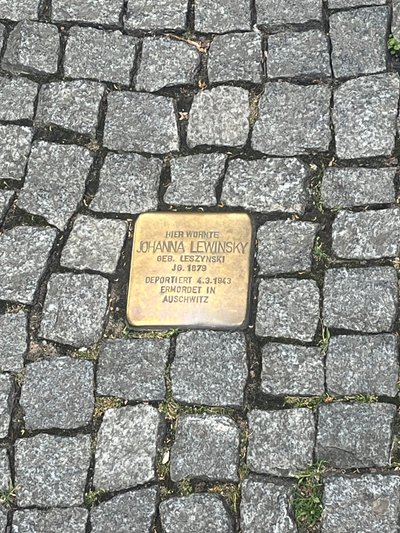 HIER WOHNTE
JOHANNA LEWINSKY
GEB. LESZYNSKI
JG. 1879
DEPORTIERT 4.3.1943
ERMORDET IN
AUSCHWITZ